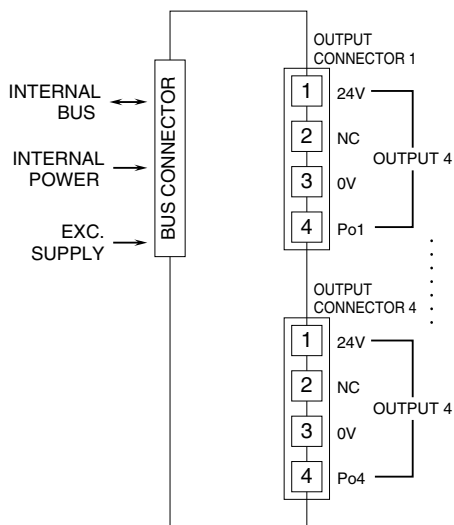 INTERNAL
BUS
INTERNAL
POWER
EXC.
SUPPLY
BUS CONNECTOR
OUTPUT
CONNECTOR 1
1 24V
2 NC
3 0V
4 Po1
OUTPUT 4
OUTPUT
CONNECTOR 4
1 24V
2 NC
3 0V
4 Po4
OUTPUT 4